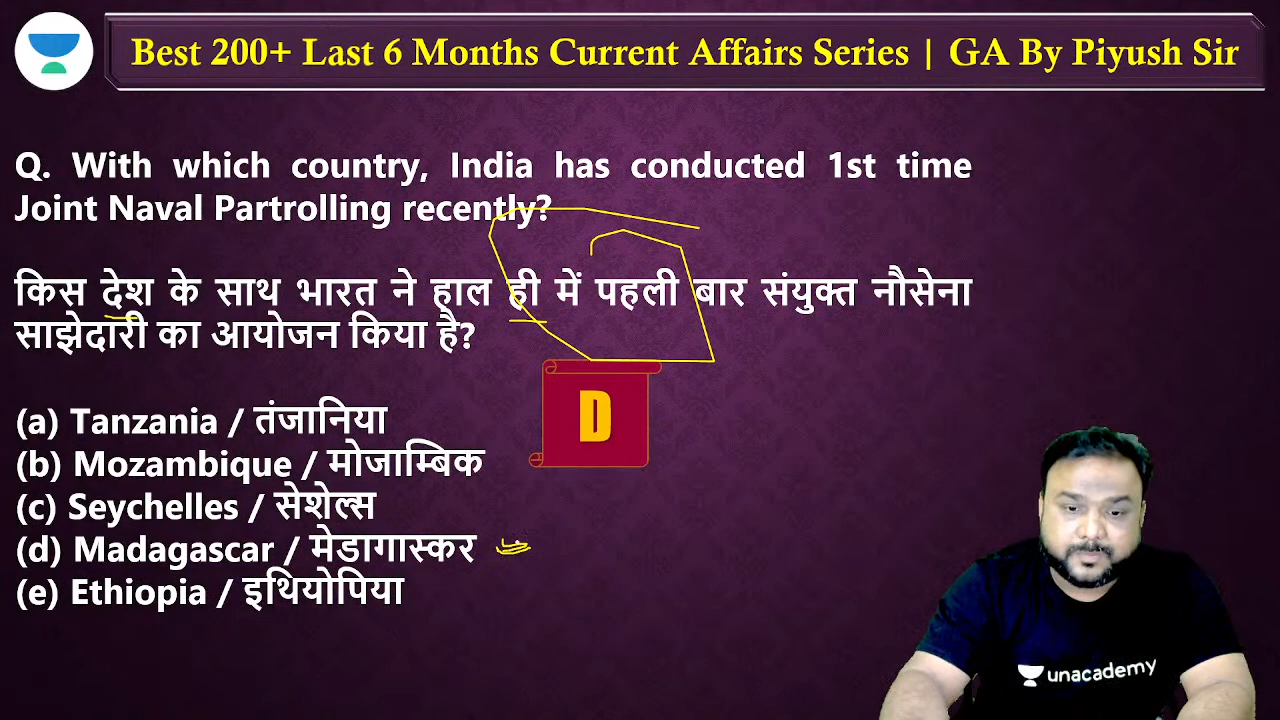 Best 200+ Last 6 Months Current Affairs Series | GA By Piyush Sir
Q. With which country, India has conducted 1st time
Joint Naval Partrolling recently?
किस देश के साथ भारत ने हाल ही में पहली बार संयुक्त नौसेना
साझेदारी का आयोजन किया है?
D
(a) Tanzania / तंजानिया
(b) Mozambique / मोजाम्बिक
(c) Seychelles / सेशेल्स
(d) Madagascar / मेडागास्कर
(e) Ethiopia / इथियोपिया
unacademy